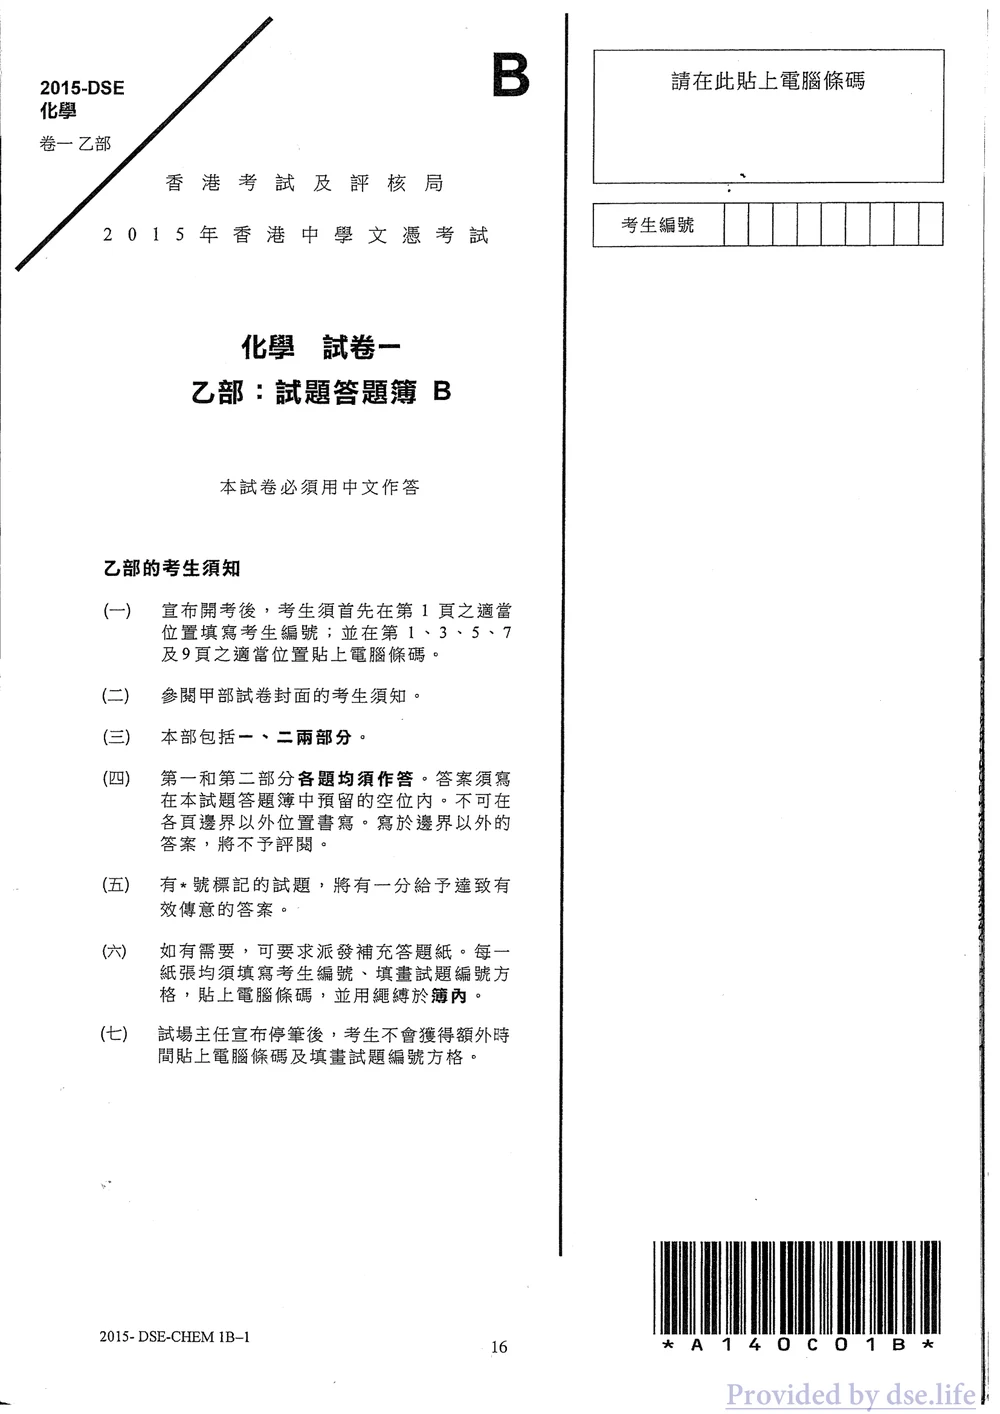 2015-DSE
化學
卷一 乙部
B
香港考試及評核局
2015年香港中學文憑考試
化學 試卷一
乙部：試題答題簿 B
本試卷必須用中文作答
乙部的考生須知
(一) 宣布開考後，考生須首先在第 1 頁之適當
位置填寫考生編號；並在第 1、3、5、7
及9頁之適當位置貼上電腦條碼。
(二) 參閱甲部試卷封面的考生須知。
(三) 本部包括一、二兩部分。
(四) 第一和第二部分各題均須作答。答案須寫
在本試題答題簿中預留的空位內。不可在
各頁邊界以外位置書寫。寫於邊界以外的
答案，將不予評閱。
(五) 有*號標記的試題，將有一分給予達致有
效傳意的答案。
(六) 如有需要，可要求派發補充答題紙。每一
紙張均須填寫考生編號、填畫試題編號方
格，貼上電腦條碼，並用繩縛於簿內。
(七) 試場主任宣布停筆後，考生不會獲得額外時
間貼上電腦條碼及填畫試題編號方格。
2015- DSE-CHEM 1B–1
16
請在此貼上電腦條碼
考生編號
*A140C01B*
Provided by dse.life